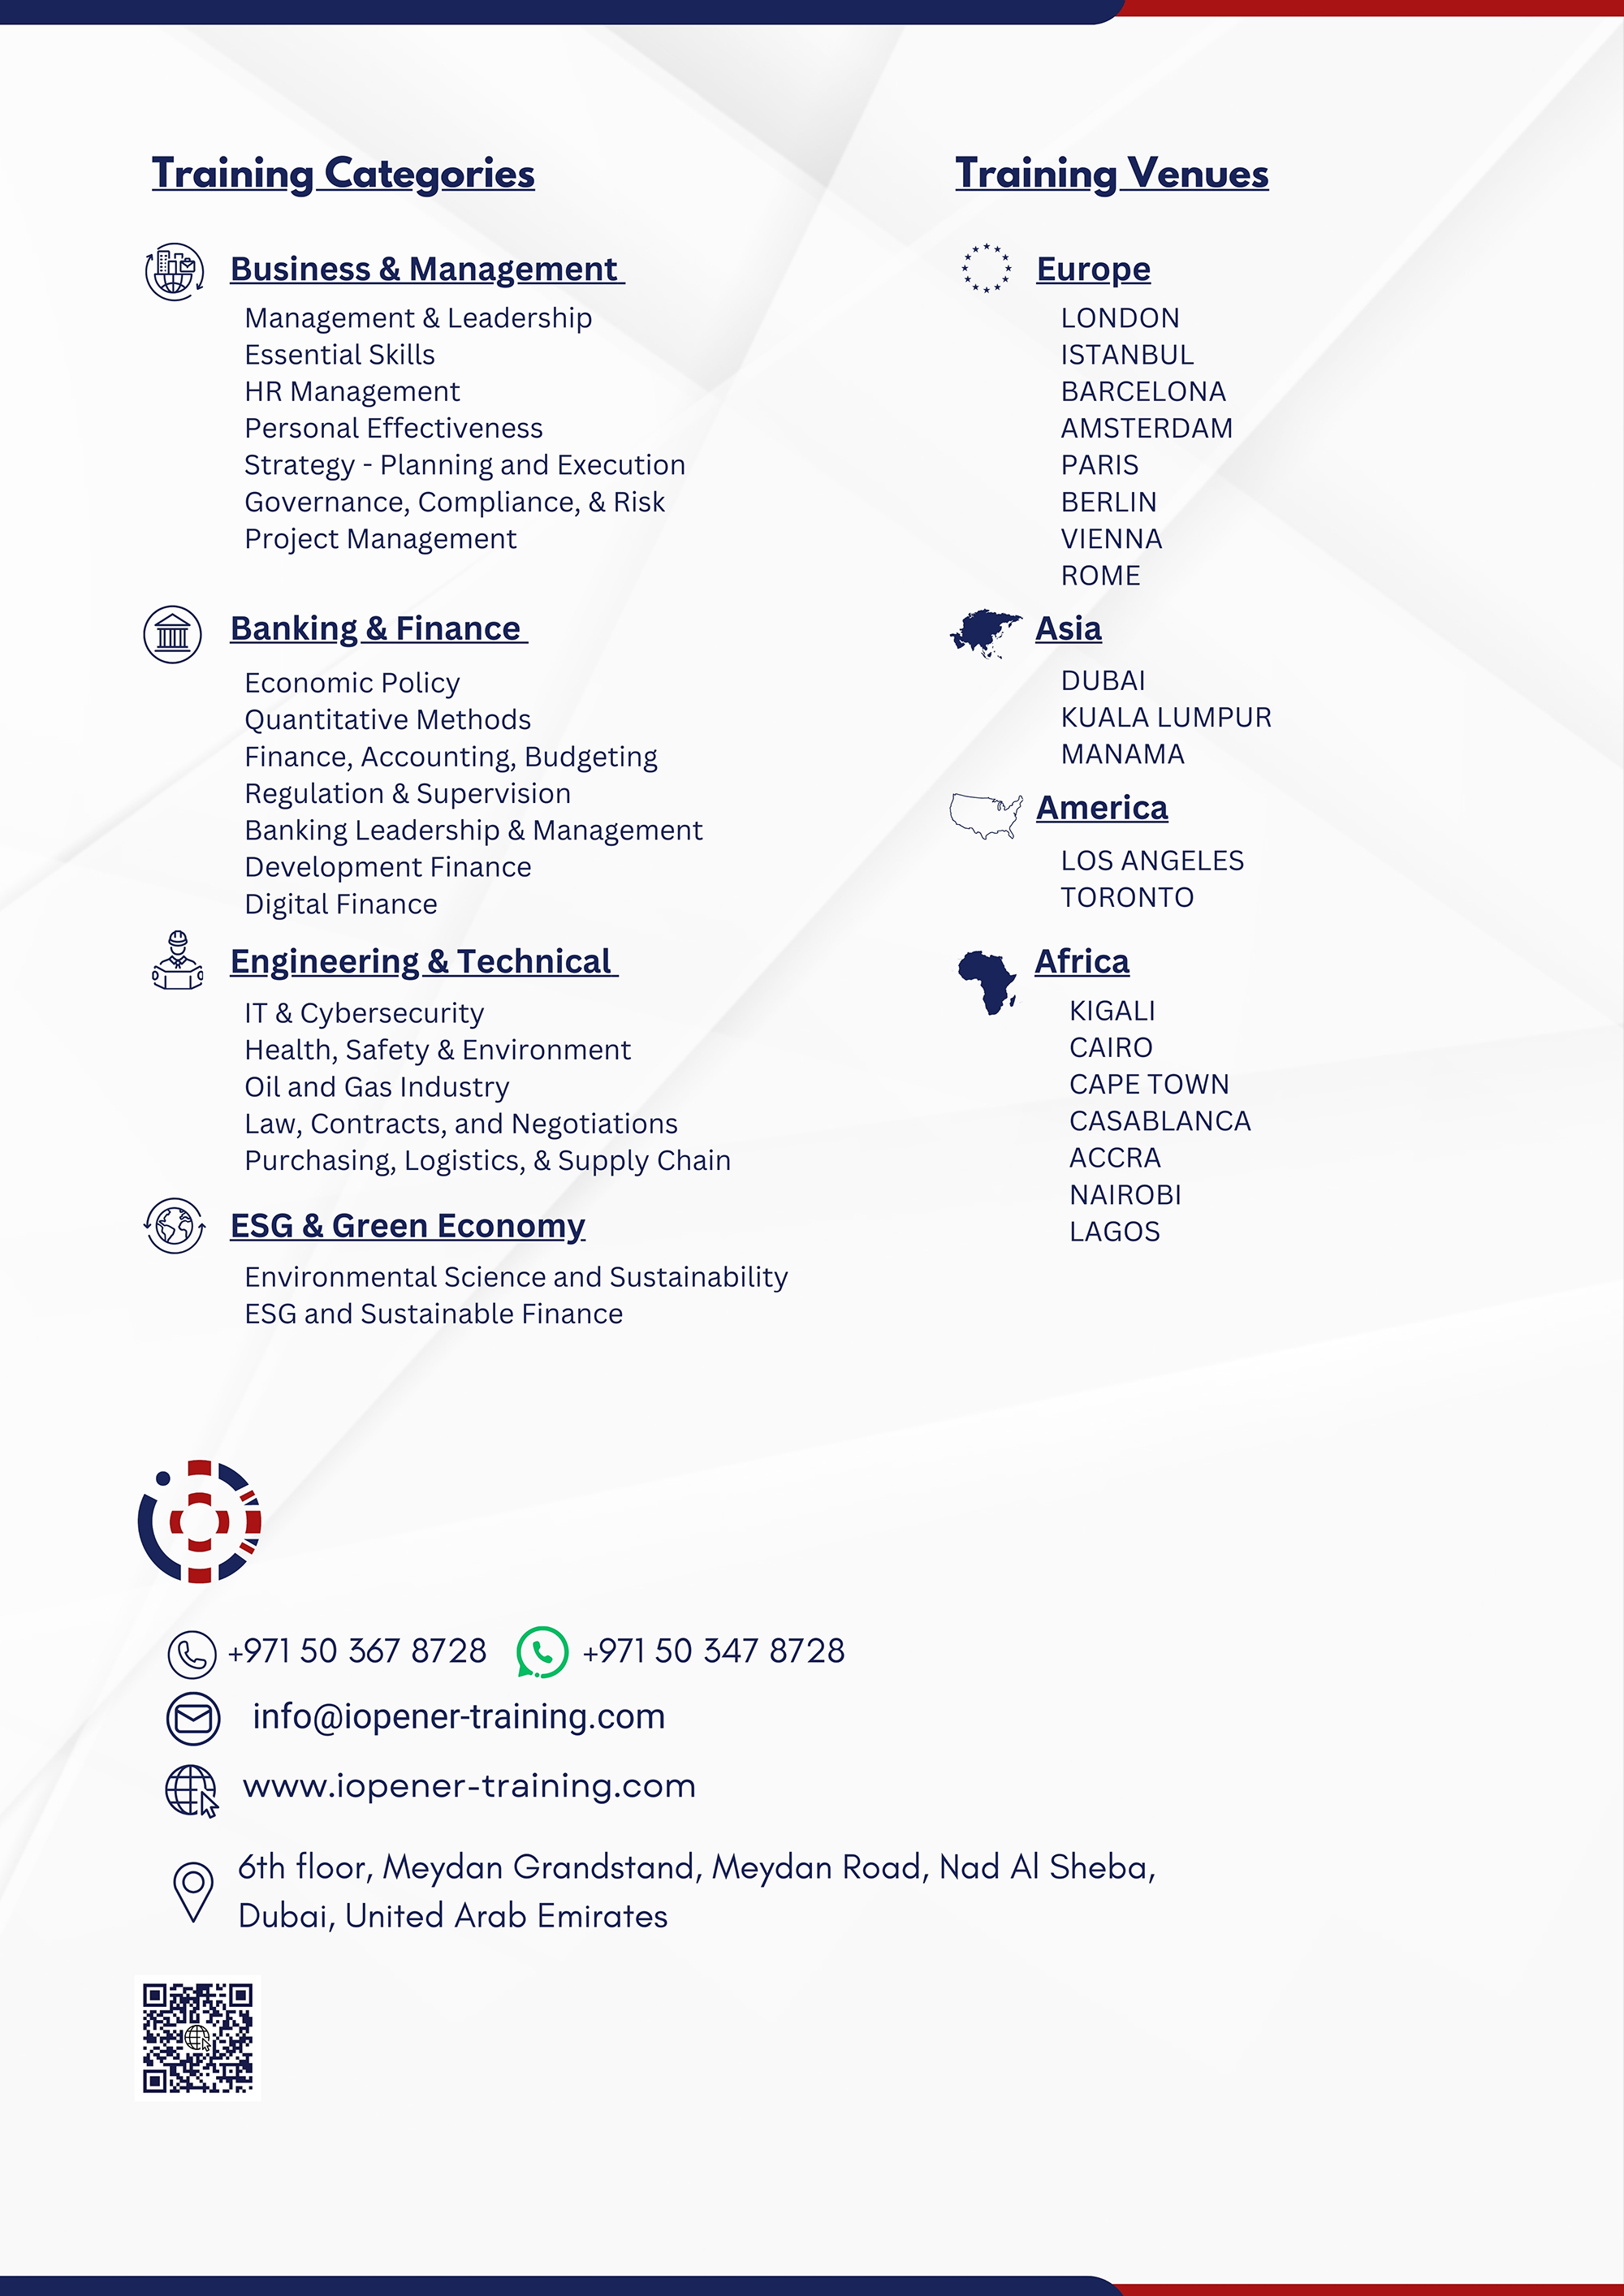 Training Categories
Business & Management
Management & Leadership
Essential Skills
HR Management
Personal Effectiveness
Strategy - Planning and Execution
Governance, Compliance, & Risk
Project Management
Banking & Finance
Economic Policy
Quantitative Methods
Finance, Accounting, Budgeting
Regulation & Supervision
Banking Leadership & Management
Development Finance
Digital Finance
Engineering & Technical
IT & Cybersecurity
Health, Safety & Environment
Oil and Gas Industry
Law, Contracts, and Negotiations
Purchasing, Logistics, & Supply Chain
ESG & Green Economy
Environmental Science and Sustainability
ESG and Sustainable Finance
Training Venues
Europe
LONDON
ISTANBUL
BARCELONA
AMSTERDAM
PARIS
BERLIN
VIENNA
ROME
Asia
DUBAI
KUALA LUMPUR
MANAMA
America
LOS ANGELES
TORONTO
Africa
KIGALI
CAIRO
CAPE TOWN
CASABLANCA
ACCRA
NAIROBI
LAGOS
+971 50 367 8728 +971 50 347 8728
info@iopener-training.com
www.iopener-training.com
6th floor, Meydan Grandstand, Meydan Road, Nad Al Sheba,
Dubai, United Arab Emirates